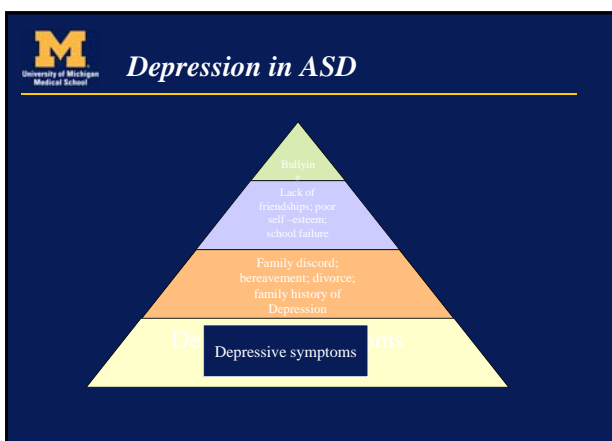 M
University of Michigan
Medical School
Depression in ASD
Bullyin
g
Lack of
friendships; poor
self –esteem;
school failure
Family discord;
bereavement; divorce;
family history of
Depression
Depressive symptoms